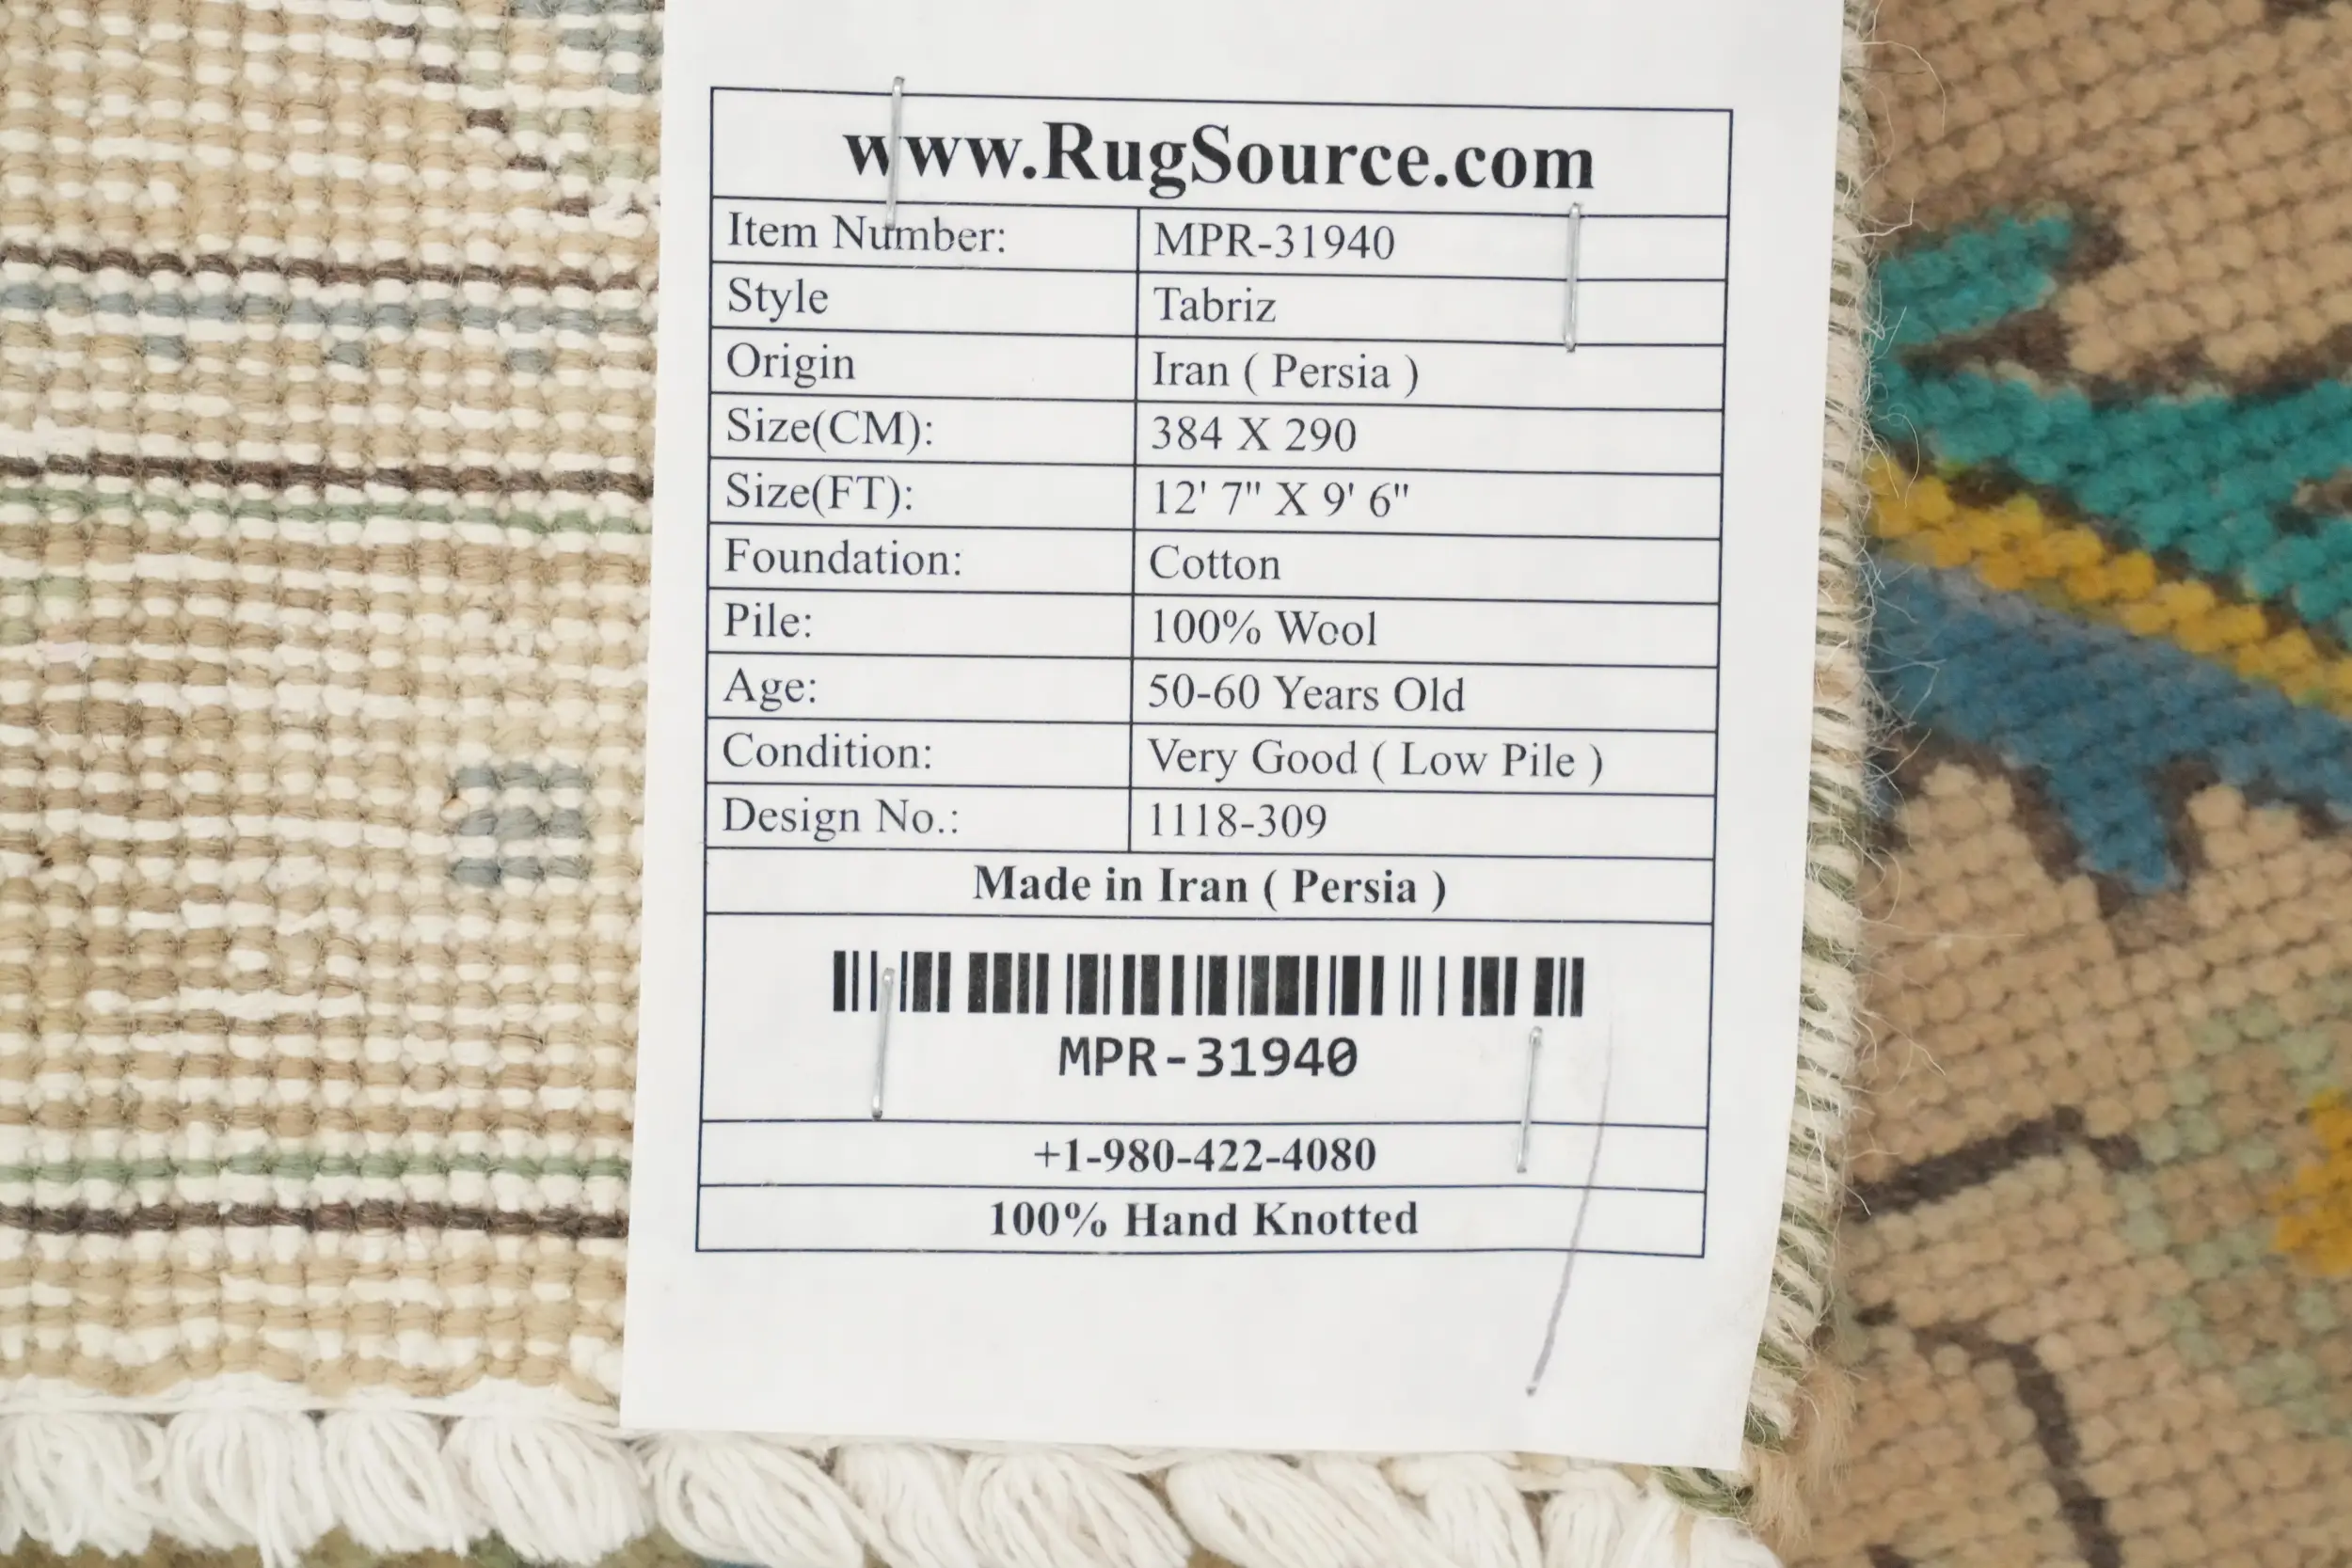 www.RugSource.com
Item Number: MPR-31940
Style Tabriz
Origin Iran ( Persia )
Size(CM): 384 X 290
Size(FT): 12' 7" X 9' 6"
Foundation: Cotton
Pile: 100% Wool
Age: 50-60 Years Old
Condition: Very Good ( Low Pile )
Design No.: 1118-309
Made in Iran ( Persia )
MPR-31940
+1-980-422-4080
100% Hand Knotted